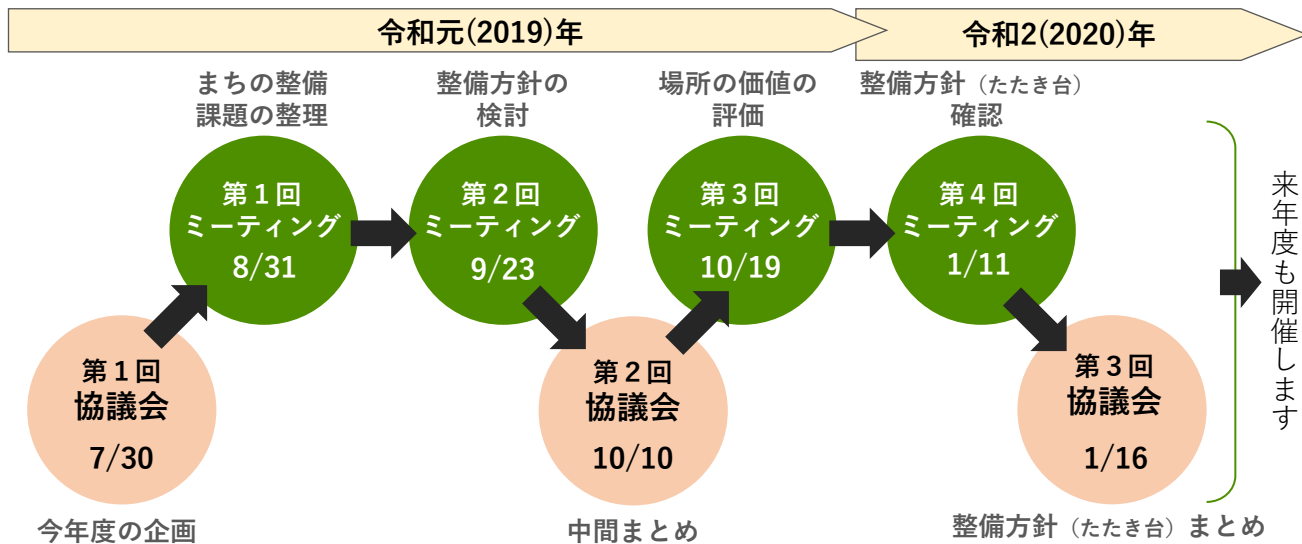 令和元(2019)年
令和2(2020)年
まちの整備
課題の整理
整備方針の
検討
場所の価値の
評価
整備方針（たたき台）
確認
第１回
ミーティング
8/31
第２回
ミーティング
9/23
第３回
ミーティング
10/19
第４回
ミーティング
1/11
来年度も開催します
第１回
協議会
7/30
第２回
協議会
10/10
第３回
協議会
1/16
今年度の企画
中間まとめ
整備方針（たたき台）まとめ